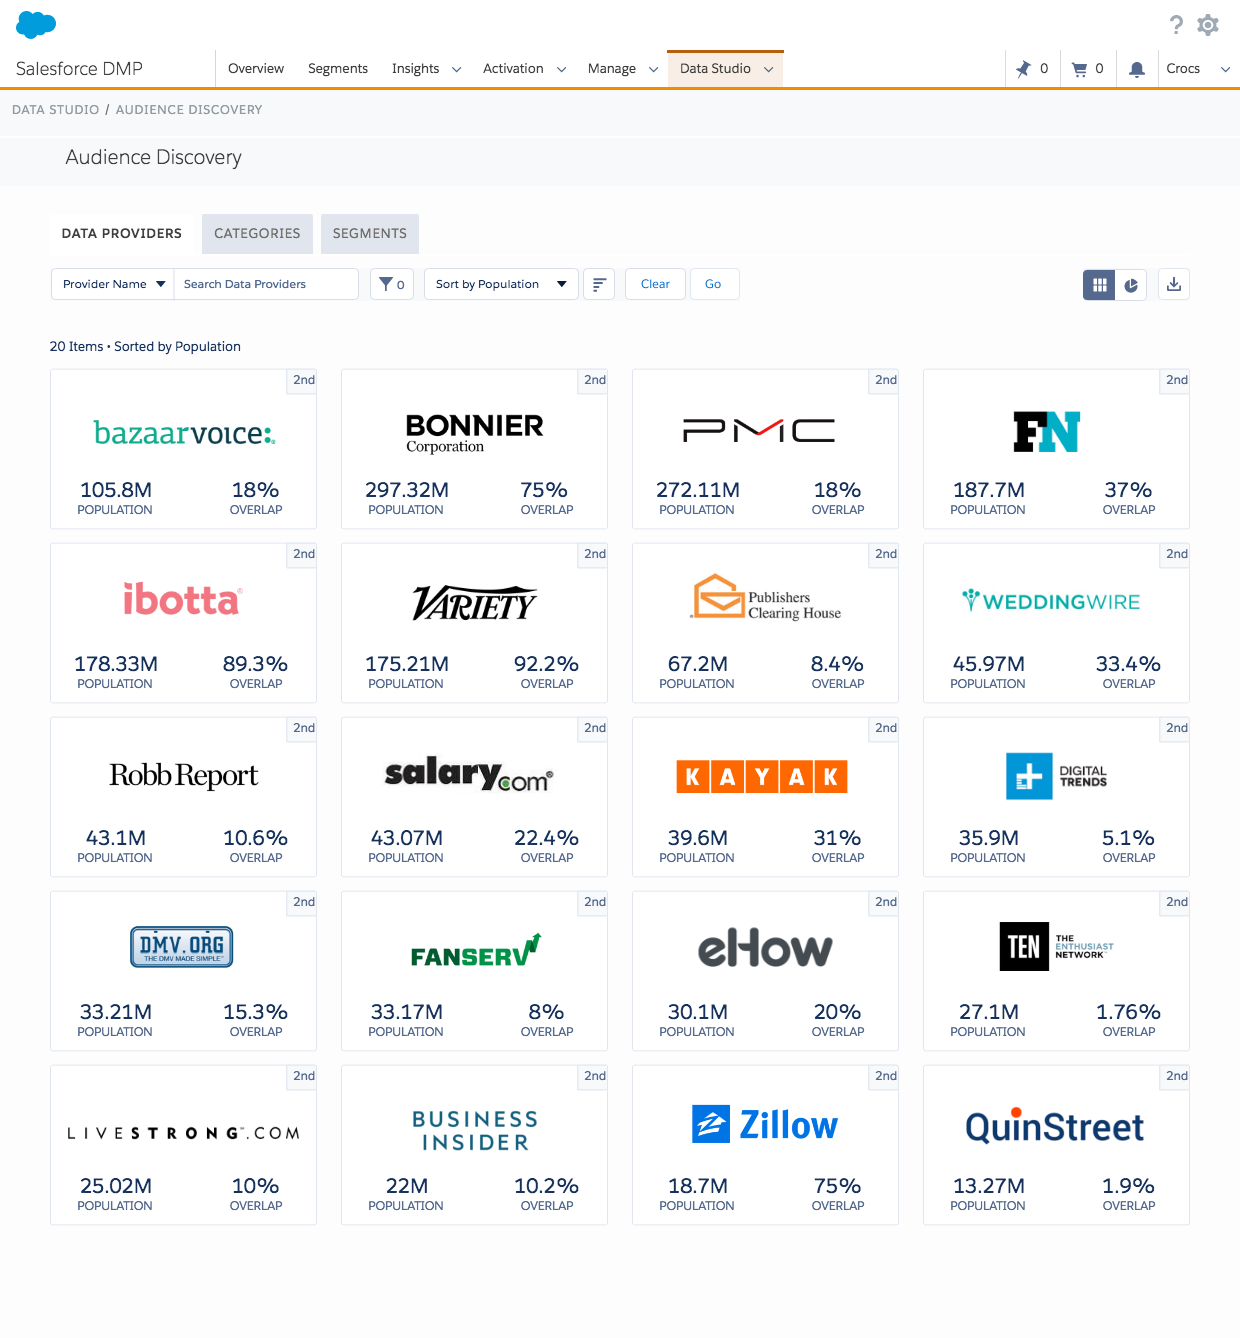 ?
Salesforce DMP
Overview Segments Insights Activation Manage Data Studio 0 0 Crocs
DATA STUDIO / AUDIENCE DISCOVERY
Audience Discovery
DATA PROVIDERS CATEGORIES SEGMENTS
Provider Name Search Data Providers 0 Sort by Population Clear Go
20 Items • Sorted by Population
2nd 2nd 2nd 2nd
bazaarvoice:
BONNIER
Corporation
PMC
FN
105.8M 18% 297.32M 75% 272.11M 18% 187.7M 37%
POPULATION OVERLAP POPULATION OVERLAP POPULATION OVERLAP POPULATION OVERLAP
2nd 2nd 2nd 2nd
ibotta®
VARIETY
Publishers
Clearing House
WEDDINGWIRE
178.33M 89.3% 175.21M 92.2% 67.2M 8.4% 45.97M 33.4%
POPULATION OVERLAP POPULATION OVERLAP POPULATION OVERLAP POPULATION OVERLAP
2nd 2nd 2nd 2nd
Robb Report
salary.com®
KAYAK
dt DIGITAL
TRENDS
43.1M 10.6% 43.07M 22.4% 39.6M 31% 35.9M 5.1%
POPULATION OVERLAP POPULATION OVERLAP POPULATION OVERLAP POPULATION OVERLAP
2nd 2nd 2nd 2nd
DMV.ORG
THE DMV MADE SIMPLE™
FANSERV
eHow
TEN THE
ENTHUSIAST
NETWORK™
33.21M 15.3% 33.17M 8% 30.1M 20% 27.1M 1.76%
POPULATION OVERLAP POPULATION OVERLAP POPULATION OVERLAP POPULATION OVERLAP
2nd 2nd 2nd 2nd
LIVESTRONG™.COM
BUSINESS
INSIDER
Zillow
QuinStreet
25.02M 10% 22M 10.2% 18.7M 75% 13.27M 1.9%
POPULATION OVERLAP POPULATION OVERLAP POPULATION OVERLAP POPULATION OVERLAP